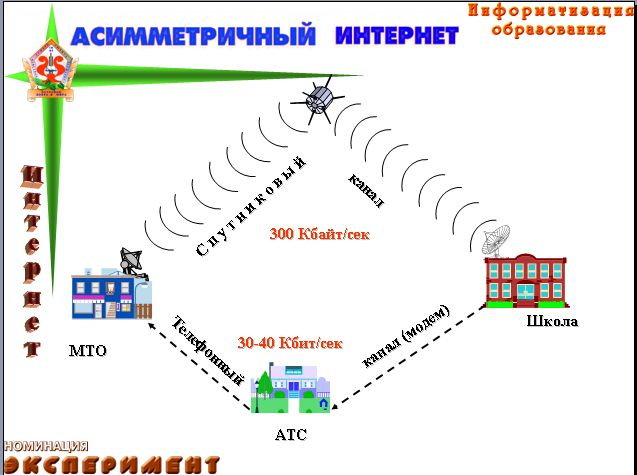 Информатизация
образования
АСИММЕТРИЧНЫЙ ИНТЕРНЕТ
Интернет
Спутниковый
канал
300 Кбайт/сек
Школа
МТО
Телефонный
30-40 Кбит/сек
канал (модем)
АТС
НОМИНАЦИЯ
ЭКСПЕРИМЕНТ